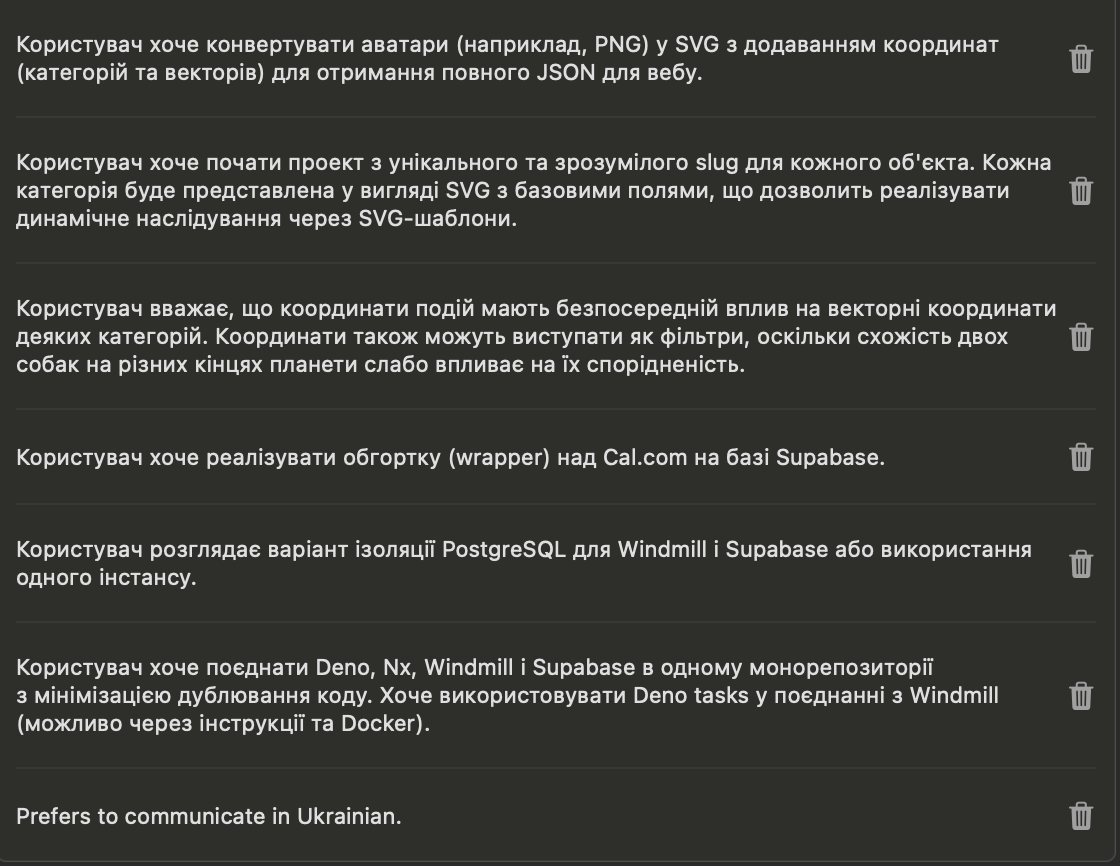 Користувач хоче конвертувати аватари (наприклад, PNG) у SVG з додаванням координат
(категорій та векторів) для отримання повного JSON для вебу.
Користувач хоче почати проект з унікального та зрозумілого slug для кожного об'єкта. Кожна
категорія буде представлена у вигляді SVG з базовими полями, що дозволить реалізувати
динамічне наслідування через SVG-шаблони.
Користувач вважає, що координати подій мають безпосередній вплив на векторні координати
деяких категорій. Координати також можуть виступати як фільтри, оскільки схожість двох
собак на різних кінцях планети слабо впливає на їх спорідненість.
Користувач хоче реалізувати обгортку (wrapper) над Cal.com на базі Supabase.
Користувач розглядає варіант ізоляції PostgreSQL для Windmill і Supabase або використання
одного інстансу.
Користувач хоче поєднати Deno, Nx, Windmill і Supabase в одному монорепозиторії
з мінімізацією дублювання коду. Хоче використовувати Deno tasks у поєднанні з Windmill
(можливо через інструкції та Docker).
Prefers to communicate in Ukrainian.